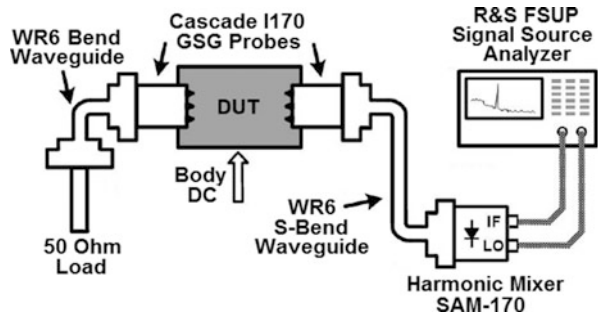 Cascade I170
GSG Probes
R&S FSUP
Signal Source
Analyzer
WR6 Bend
Waveguide
DUT
Body
DC
WR6
S-Bend
Waveguide
IF
LO
50 Ohm
Load
Harmonic Mixer
SAM-170